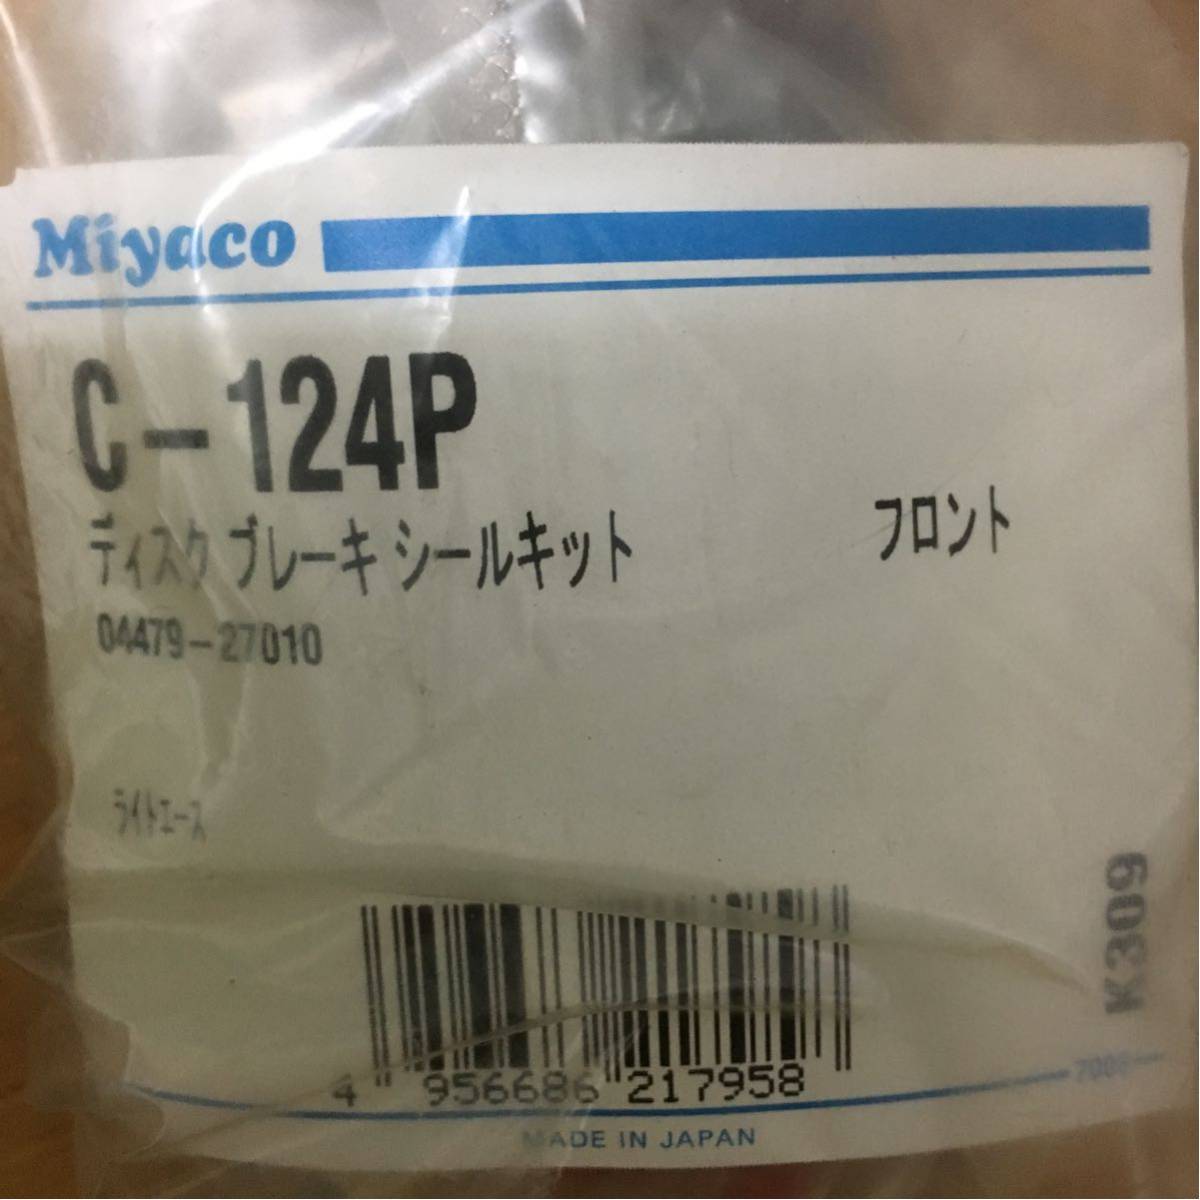 Miyaco
C-124P
ディスク ブレーキ シールキット フロント
04479-27010
ライトエース
K309
4 956686 217958
MADE IN JAPAN